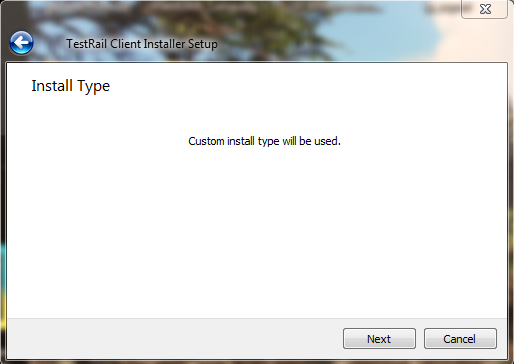 TestRail Client Installer Setup
Install Type
Custom install type will be used.
Next
Cancel